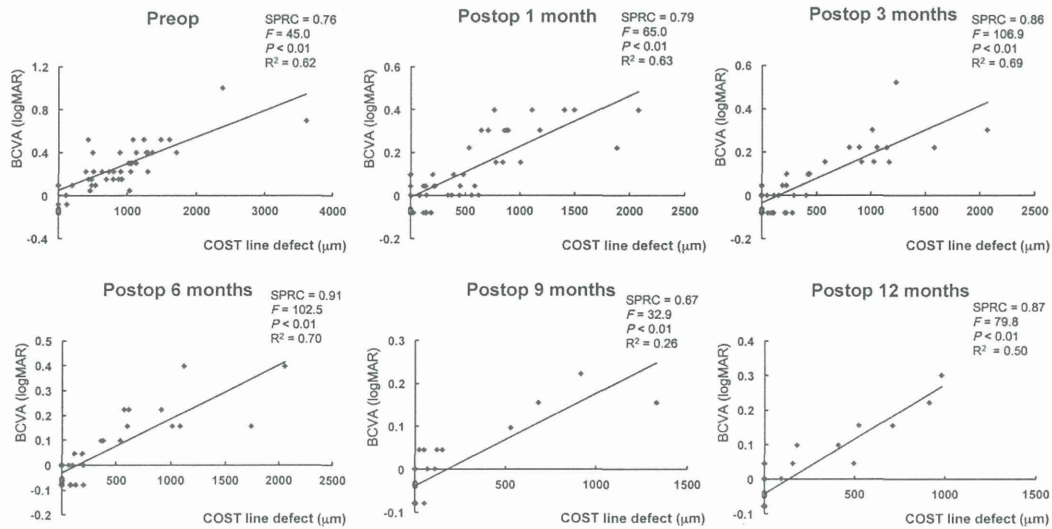 Preop
SPRC = 0.76
F = 45.0
P < 0.01
R² = 0.62
BCVA (logMAR)
1.2
0.8
0.4
0
-0.4
0
1000
2000
3000
4000
COST line defect (μm)
Postop 1 month
SPRC = 0.79
F = 65.0
P < 0.01
R² = 0.63
BCVA (logMAR)
0.6
0.4
0.2
0
-0.2
0
500
1000
1500
2000
2500
COST line defect (μm)
Postop 3 months
SPRC = 0.86
F = 106.9
P < 0.01
R² = 0.69
BCVA (logMAR)
0.6
0.4
0.2
0
-0.2
0
500
1000
1500
2000
2500
COST line defect (μm)
Postop 6 months
SPRC = 0.91
F = 102.5
P < 0.01
R² = 0.70
BCVA (logMAR)
0.5
0.4
0.3
0.2
0.1
0
-0.1
-0.2
0
500
1000
1500
2000
2500
COST line defect (μm)
Postop 9 months
SPRC = 0.67
F = 32.9
P < 0.01
R² = 0.26
BCVA (logMAR)
0.3
0.2
0.1
0
-0.1
0
500
1000
1500
COST line defect (μm)
Postop 12 months
SPRC = 0.87
F = 79.8
P < 0.01
R² = 0.50
BCVA (logMAR)
0.4
0.3
0.2
0.1
0
-0.1
0
500
1000
1500
COST line defect (μm)